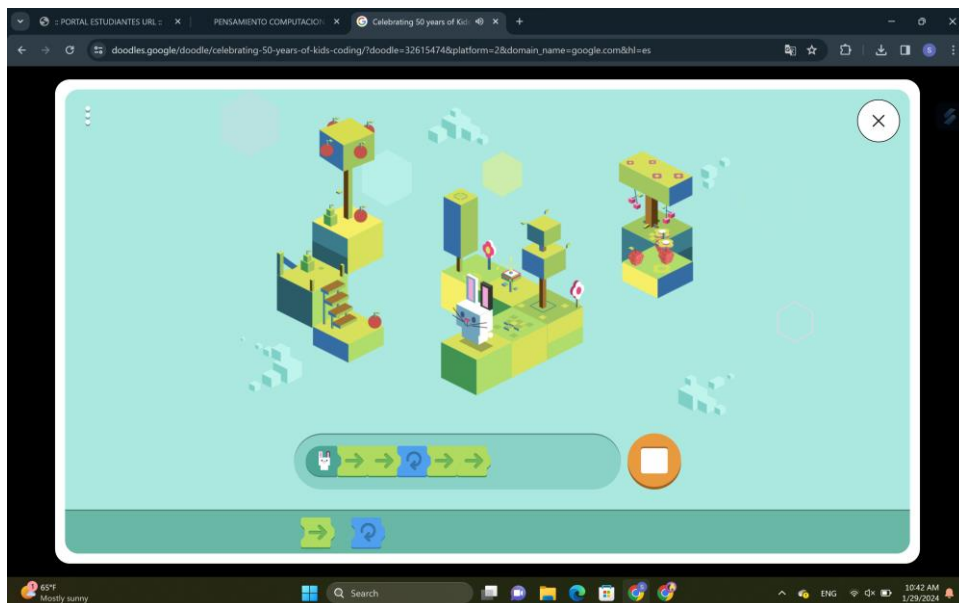 :: PORTAL ESTUDIANTES URL ::
PENSAMIENTO COMPUTACION
Celebrating 50 years of Kids
doodles.google/doodle/celebrating-50-years-of-kids-coding/?doodle=32615474&platform=2&domain_name=google.com&hl=es
S
1
65°F
Mostly sunny
Search
ENG
10:42 AM
1/29/2024